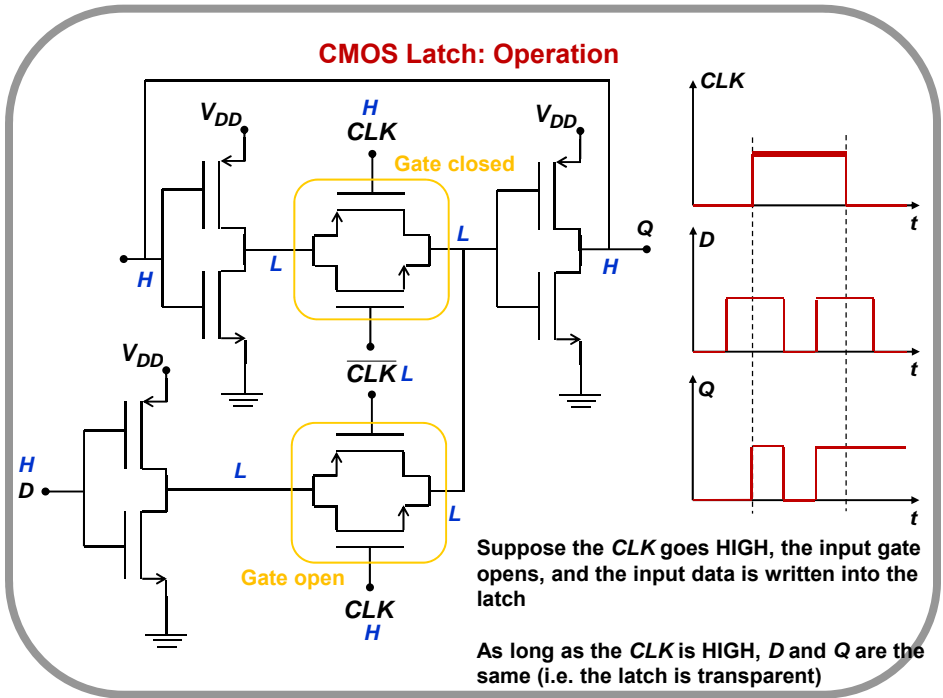 CMOS Latch: Operation
H
CLK
V_DD
V_DD
Gate closed
Q
L
L
H
H
C̅L̅K̅ L
V_DD
H
D
L
L
Gate open
CLK
H
CLK
t
D
t
Q
t
Suppose the CLK goes HIGH, the input gate
opens, and the input data is written into the
latch
As long as the CLK is HIGH, D and Q are the
same (i.e. the latch is transparent)